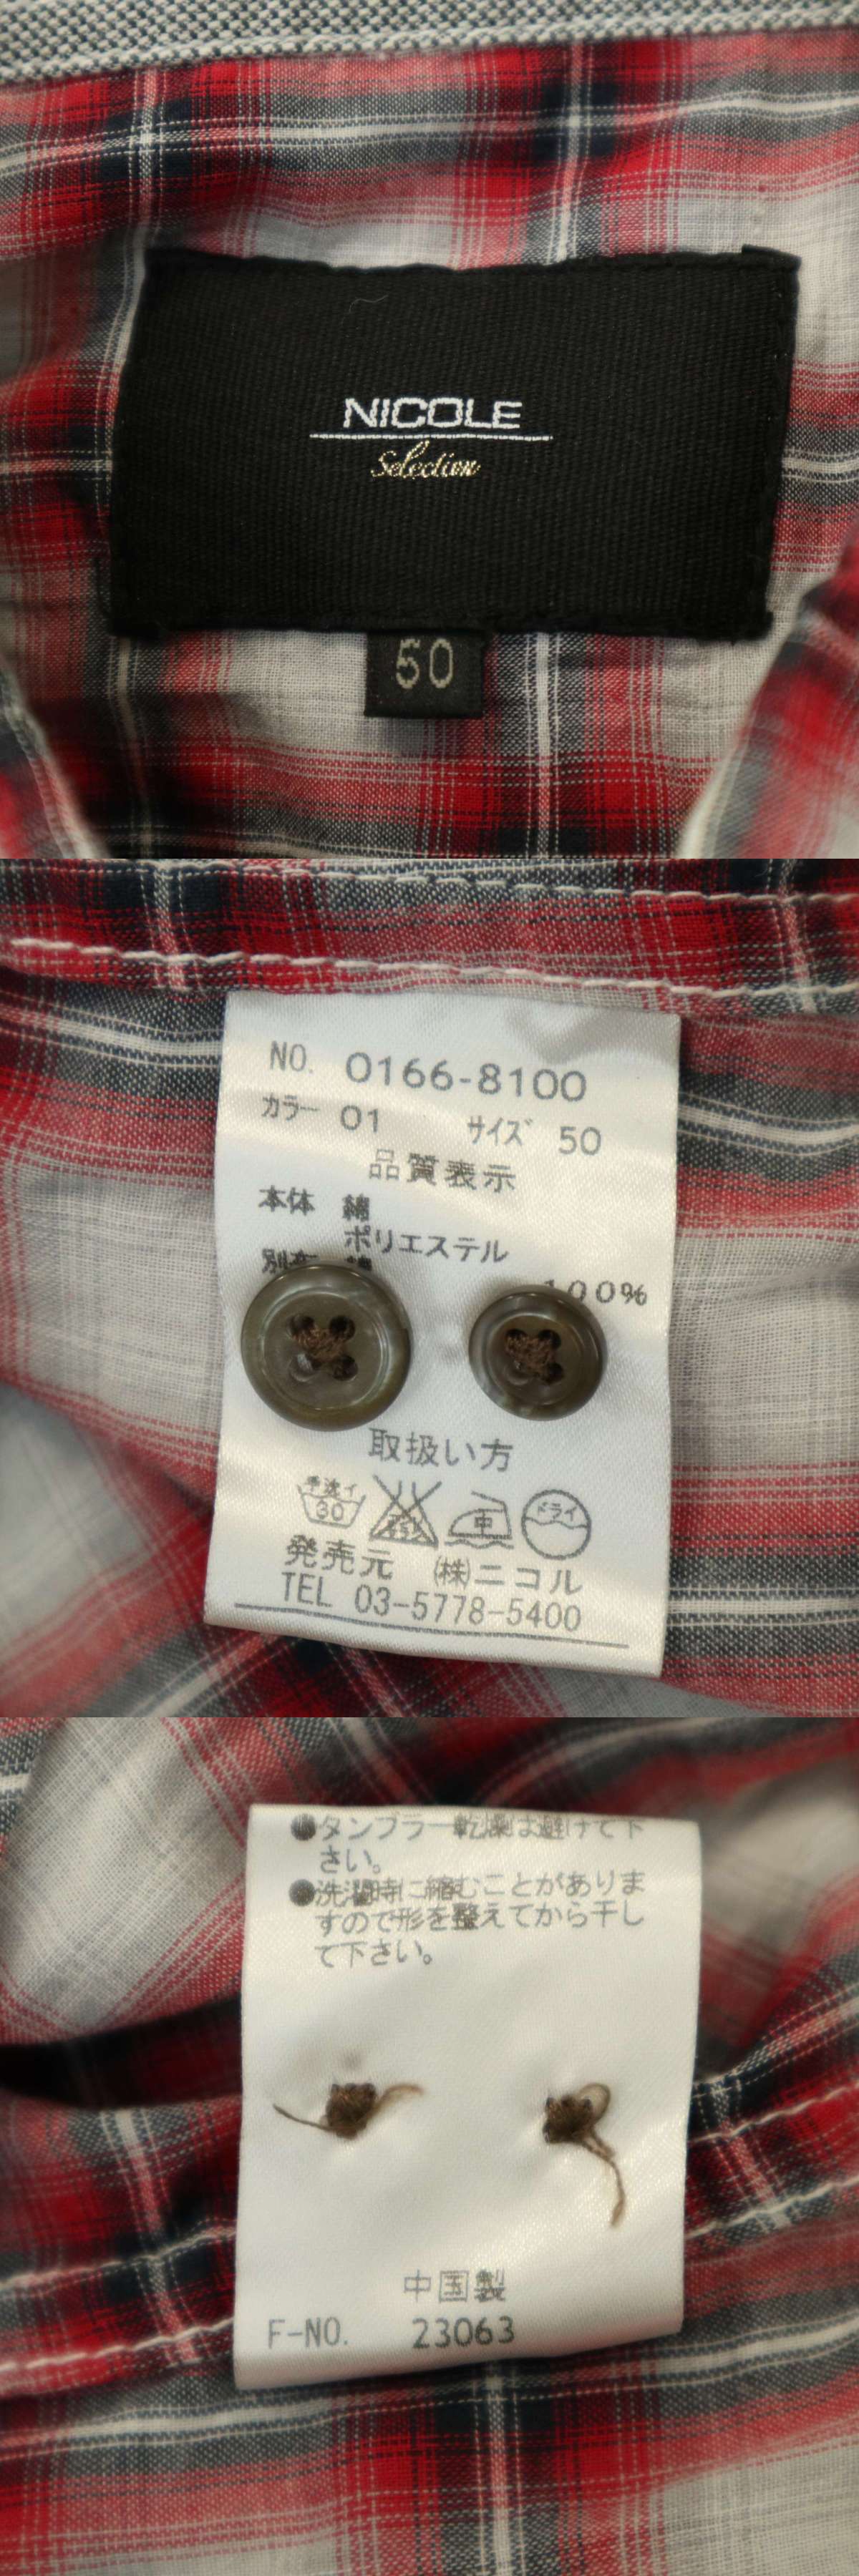 NICOLE
Selection
50
NO. 0166-8100
カラー 01 サイズ 50
品質表示
本体 綿
ポリエステル
別布 綿
100%
取扱い方
手洗イ
30
中
ドライ
発売元 ㈱ニコル
TEL 03-5778-5400
●タンブラー乾燥は避けて下
さい。
●洗濯時に縮むことがありま
すので形を整えてから干し
て下さい。
中国製
F-NO. 23063